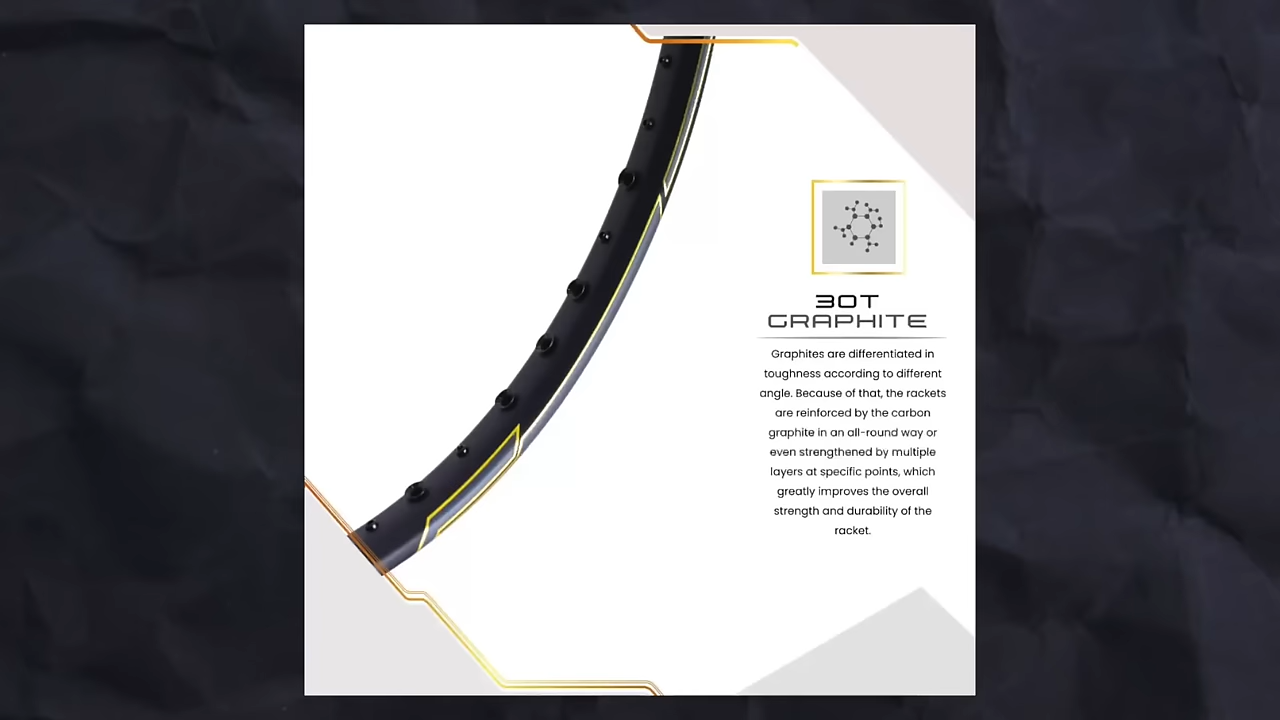 30T
GRAPHITE
Graphites are differentiated in
toughness according to different
angle. Because of that, the rackets
are reinforced by the carbon
graphite in an all-round way or
even strengthened by multiple
layers at specific points, which
greatly improves the overall
strength and durability of the
racket.